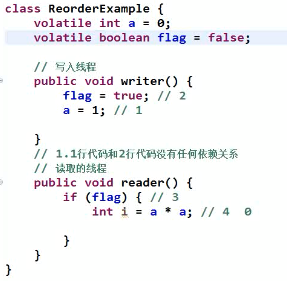 class ReorderExample {
volatile int a = 0;
volatile boolean flag = false;
// 写入线程
public void writer() {
flag = true; // 2
a = 1; // 1
}
// 1.1行代码和2行代码没有任何依赖关系
// 读取的线程
public void reader() {
if (flag) { // 3
int i = a * a; // 4 0
}
}
}